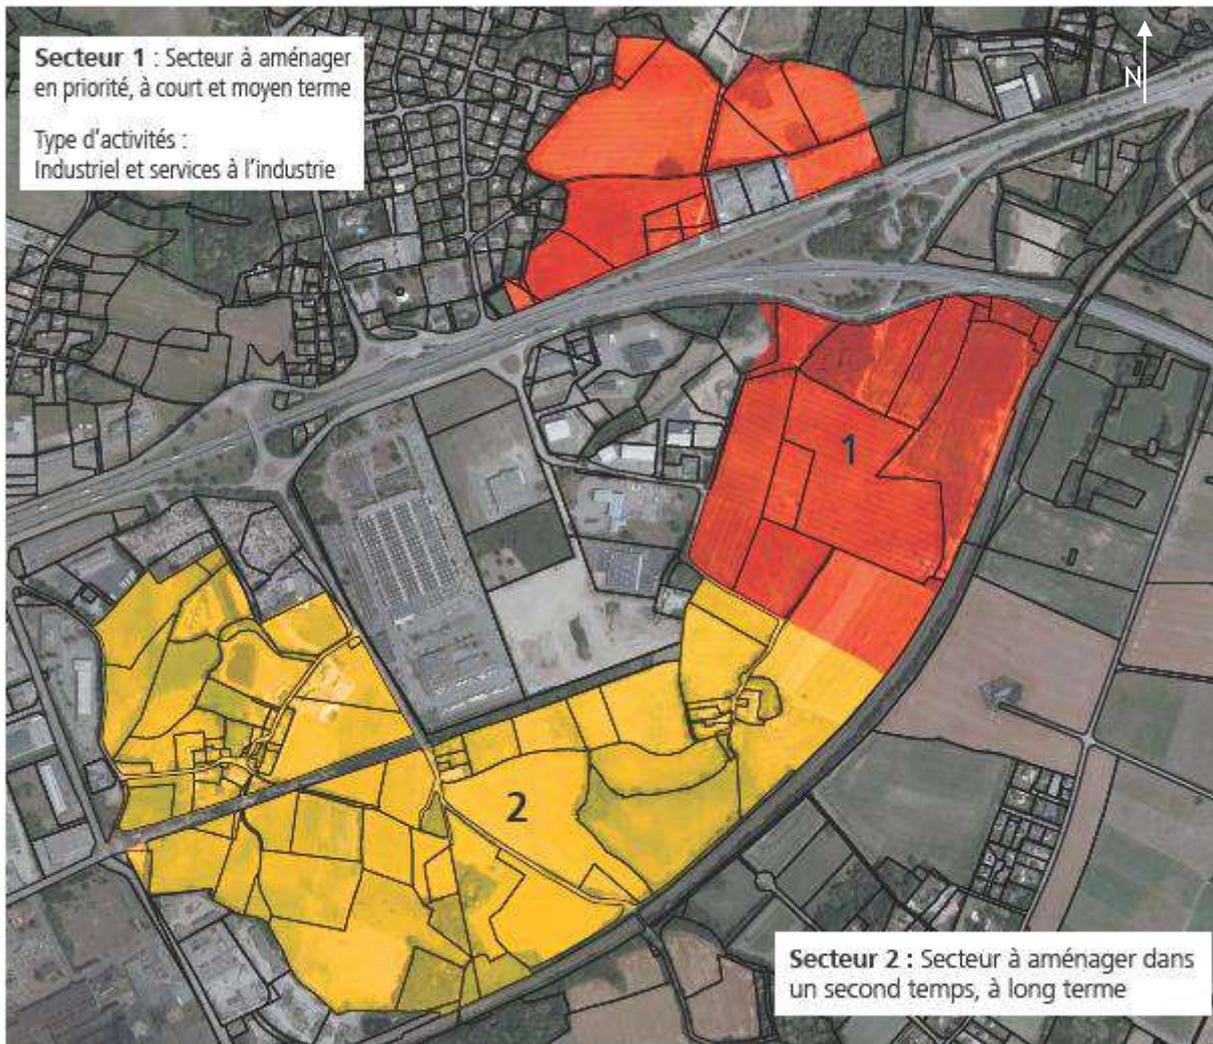 Secteur 1 : Secteur à aménager
en priorité, à court et moyen terme
Type d'activités :
Industriel et services à l'industrie
N
1
2
Secteur 2 : Secteur à aménager dans
un second temps, à long terme